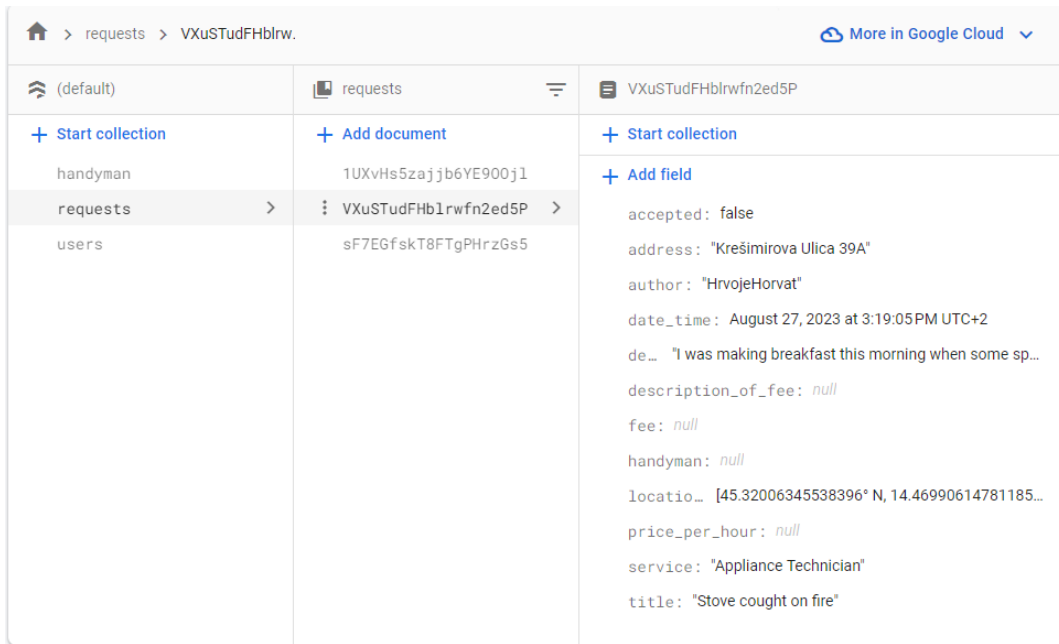 requests > VXuSTudFHblrw.
More in Google Cloud
(default)
requests
VXuSTudFHblrwfn2ed5P
+ Start collection
+ Add document
+ Start collection
handyman
requests
users
1UXvHs5zajjb6YE9OOjl
VXuSTudFHblrwfn2ed5P
sF7EGfskT8FTgPHrzGs5
+ Add field
accepted: false
address: "Krešimirova Ulica 39A"
author: "HrvojeHorvat"
date_time: August 27, 2023 at 3:19:05 PM UTC+2
de… "I was making breakfast this morning when some sp...
description_of_fee: null
fee: null
handyman: null
locatio… [45.32006345538396° N, 14.46990614781185...
price_per_hour: null
service: "Appliance Technician"
title: "Stove cought on fire"